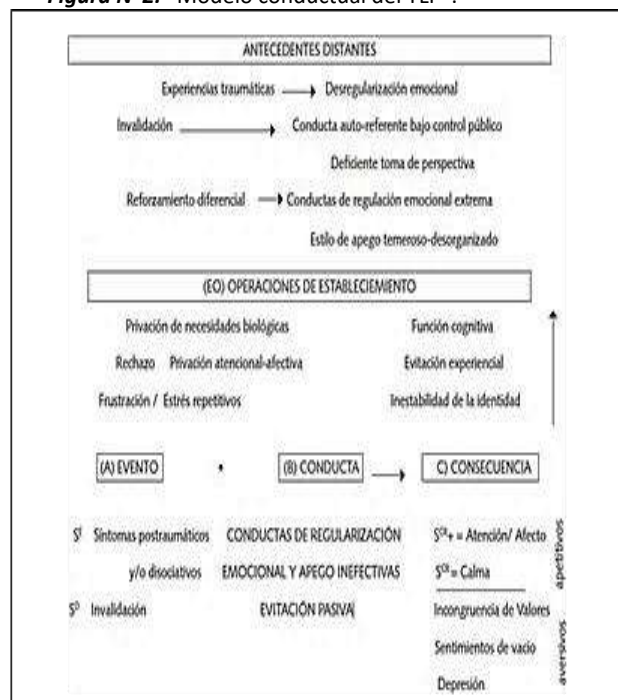 Figura N°2. Modelo conductual del TLP
ANTECEDENTES DISTANTES
Experiencias traumáticas → Desregularización emocional
Invalidación → Conducta auto-referente bajo control público
Deficiente toma de perspectiva
Reforzamiento diferencial → Conductas de regulación emocional extrema
Estilo de apego temeroso-desorganizado
(EO) OPERACIONES DE ESTABLECIEMIENTO
Privación de necesidades biológicas Función cognitiva
Rechazo Privación atencional-afectiva Evitación experiencial
Frustración / Estrés repetitivos Inestabilidad de la identidad
(A) EVENTO • (B) CONDUCTA → C) CONSECUENCIA
Síntomas postraumáticos CONDUCTAS DE REGULARIZACIÓN = Atención/ Afecto
y/o disociativos EMOCIONAL Y APEGO INEFECTIVAS = Calma
Invalidación EVITACIÓN PASIVA Incongruencia de Valores
Sentimientos de vacío
Depresión
apetitivos
aversivos